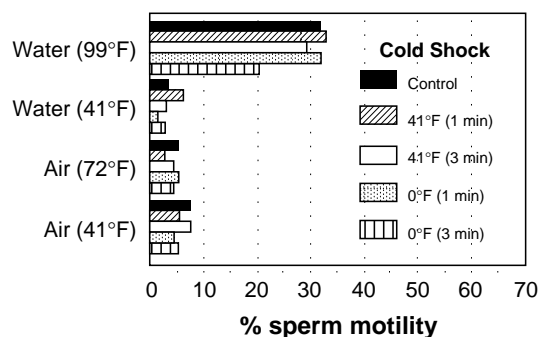 Water (99°F)
Water (41°F)
Air (72°F)
Air (41°F)
Cold Shock
Control
41°F (1 min)
41°F (3 min)
0°F (1 min)
0°F (3 min)
0 10 20 30 40 50 60 70
% sperm motility